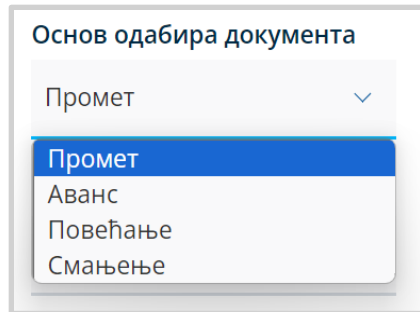 Основ одабира документа
Промет
Промет
Аванс
Повећање
Смањење